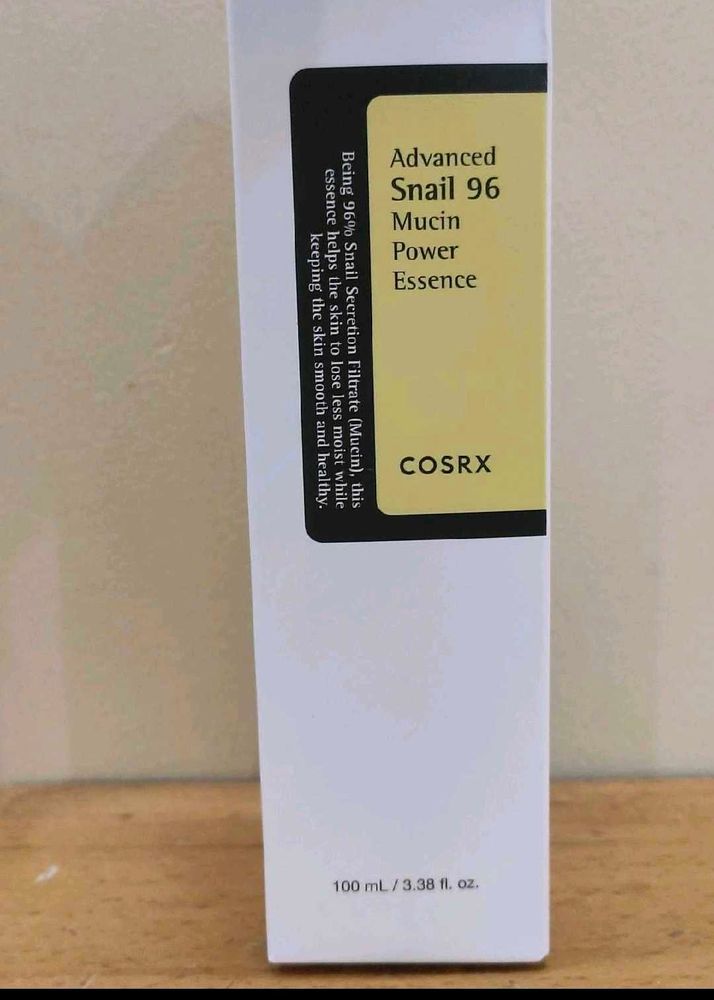 Advanced
Snail 96
Mucin
Power
Essence
COSRX
Being 96% Snail Secretion Filtrate (Mucin), this
essence helps the skin to lose less moist while
keeping the skin smooth and healthy.
100 mL / 3.38 fl. oz.